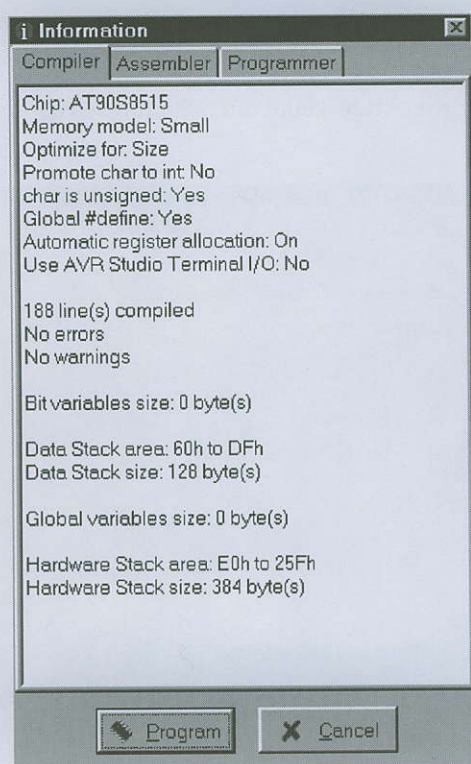 Information
Compiler Assembler Programmer
Chip: AT90S8515
Memory model: Small
Optimize for: Size
Promote char to int: No
char is unsigned: Yes
Global #define: Yes
Automatic register allocation: On
Use AVR Studio Terminal I/O: No
188 line(s) compiled
No errors
No warnings
Bit variables size: 0 byte(s)
Data Stack area: 60h to DFh
Data Stack size: 128 byte(s)
Global variables size: 0 byte(s)
Hardware Stack area: E0h to 25Fh
Hardware Stack size: 384 byte(s)
Program Cancel